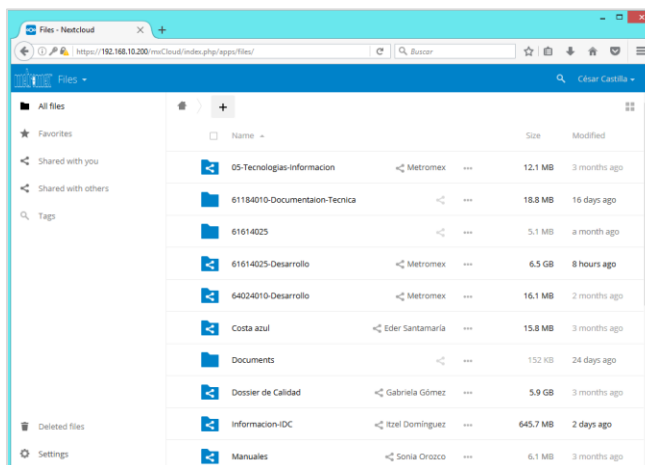 Files - Nextcloud
https://192.168.10.200/mxCloud/index.php/apps/files/
Buscar
Files
César Castilla
All files
Favorites
Shared with you
Shared with others
Tags
Deleted files
Settings
Name Size Modified
05-Tecnologias-Informacion Metromex 12.1 MB 3 months ago
61184010-Documentaion-Tecnica 18.8 MB 16 days ago
61614025 5.1 MB a month ago
61614025-Desarrollo Metromex 6.5 GB 8 hours ago
64024010-Desarrollo Metromex 16.1 MB 2 months ago
Costa azul Eder Santamaría 15.8 MB 3 months ago
Documents 152 KB 24 days ago
Dossier de Calidad Gabriela Gómez 5.9 GB 3 months ago
Informacion-IDC Itzel Domínguez 645.7 MB 2 days ago
Manuales Sonia Orozco 6.1 MB 3 months ago